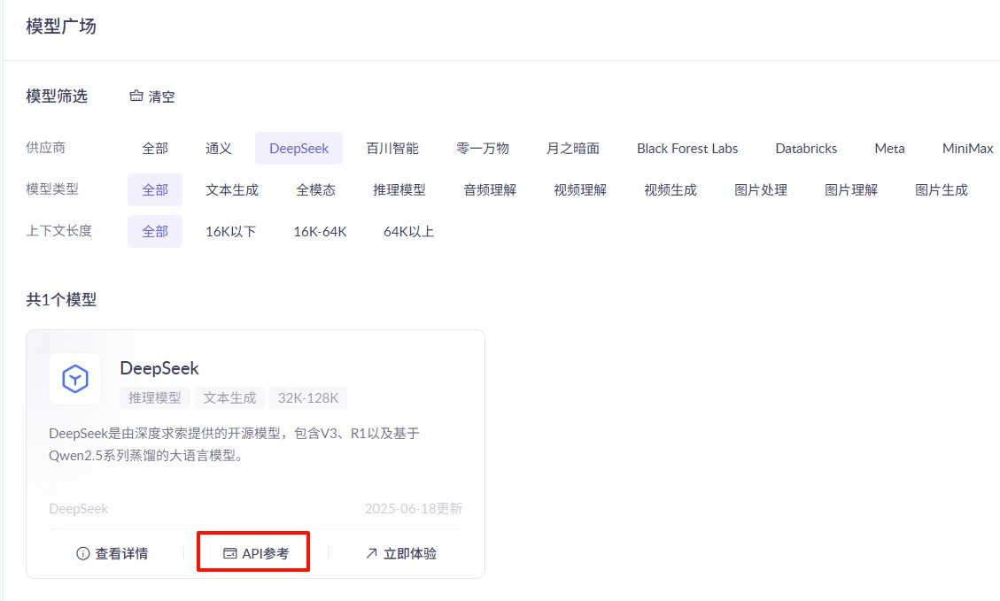 模型广场
模型筛选 清空
供应商 全部 通义 DeepSeek 百川智能 零一万物 月之暗面 Black Forest Labs Databricks Meta MiniMax
模型类型 全部 文本生成 全模态 推理模型 音频理解 视频理解 视频生成 图片处理 图片理解 图片生成
上下文长度 全部 16K以下 16K-64K 64K以上
共1个模型
DeepSeek
推理模型 文本生成 32K-128K
DeepSeek是由深度求索提供的开源模型，包含V3、R1以及基于
Qwen2.5系列蒸馏的大语言模型。
DeepSeek 2025-06-18更新
查看详情 API参考 立即体验